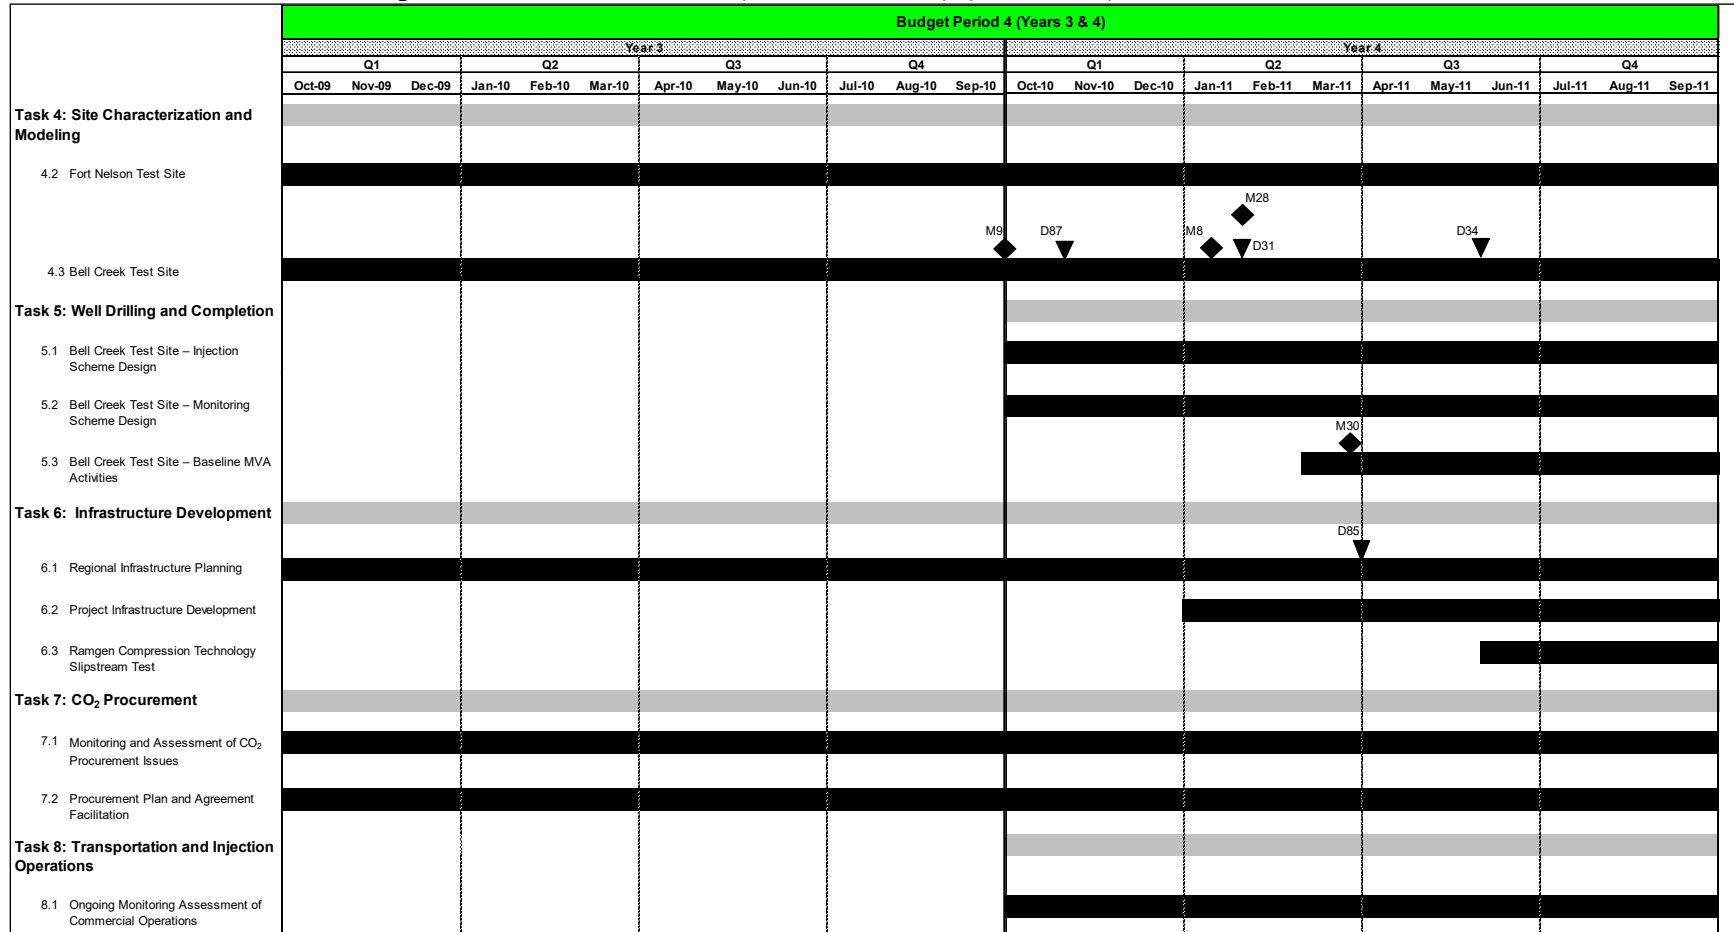 Budget Period 4 (Years 3 & 4)
Year 3 Year 4
Q1 Q2 Q3 Q4 Q1 Q2 Q3 Q4
Oct-09 Nov-09 Dec-09 Jan-10 Feb-10 Mar-10 Apr-10 May-10 Jun-10 Jul-10 Aug-10 Sep-10 Oct-10 Nov-10 Dec-10 Jan-11 Feb-11 Mar-11 Apr-11 May-11 Jun-11 Jul-11 Aug-11 Sep-11
Task 4: Site Characterization and
Modeling
4.2 Fort Nelson Test Site
M28
M9 D87 M8 D34
D31
4.3 Bell Creek Test Site
Task 5: Well Drilling and Completion
5.1 Bell Creek Test Site – Injection
Scheme Design
5.2 Bell Creek Test Site – Monitoring
Scheme Design
M30
5.3 Bell Creek Test Site – Baseline MVA
Activities
Task 6: Infrastructure Development
D85
6.1 Regional Infrastructure Planning
6.2 Project Infrastructure Development
6.3 Ramgen Compression Technology
Slipstream Test
Task 7: CO₂ Procurement
7.1 Monitoring and Assessment of CO₂
Procurement Issues
7.2 Procurement Plan and Agreement
Facilitation
Task 8: Transportation and Injection
Operations
8.1 Ongoing Monitoring Assessment of
Commercial Operations